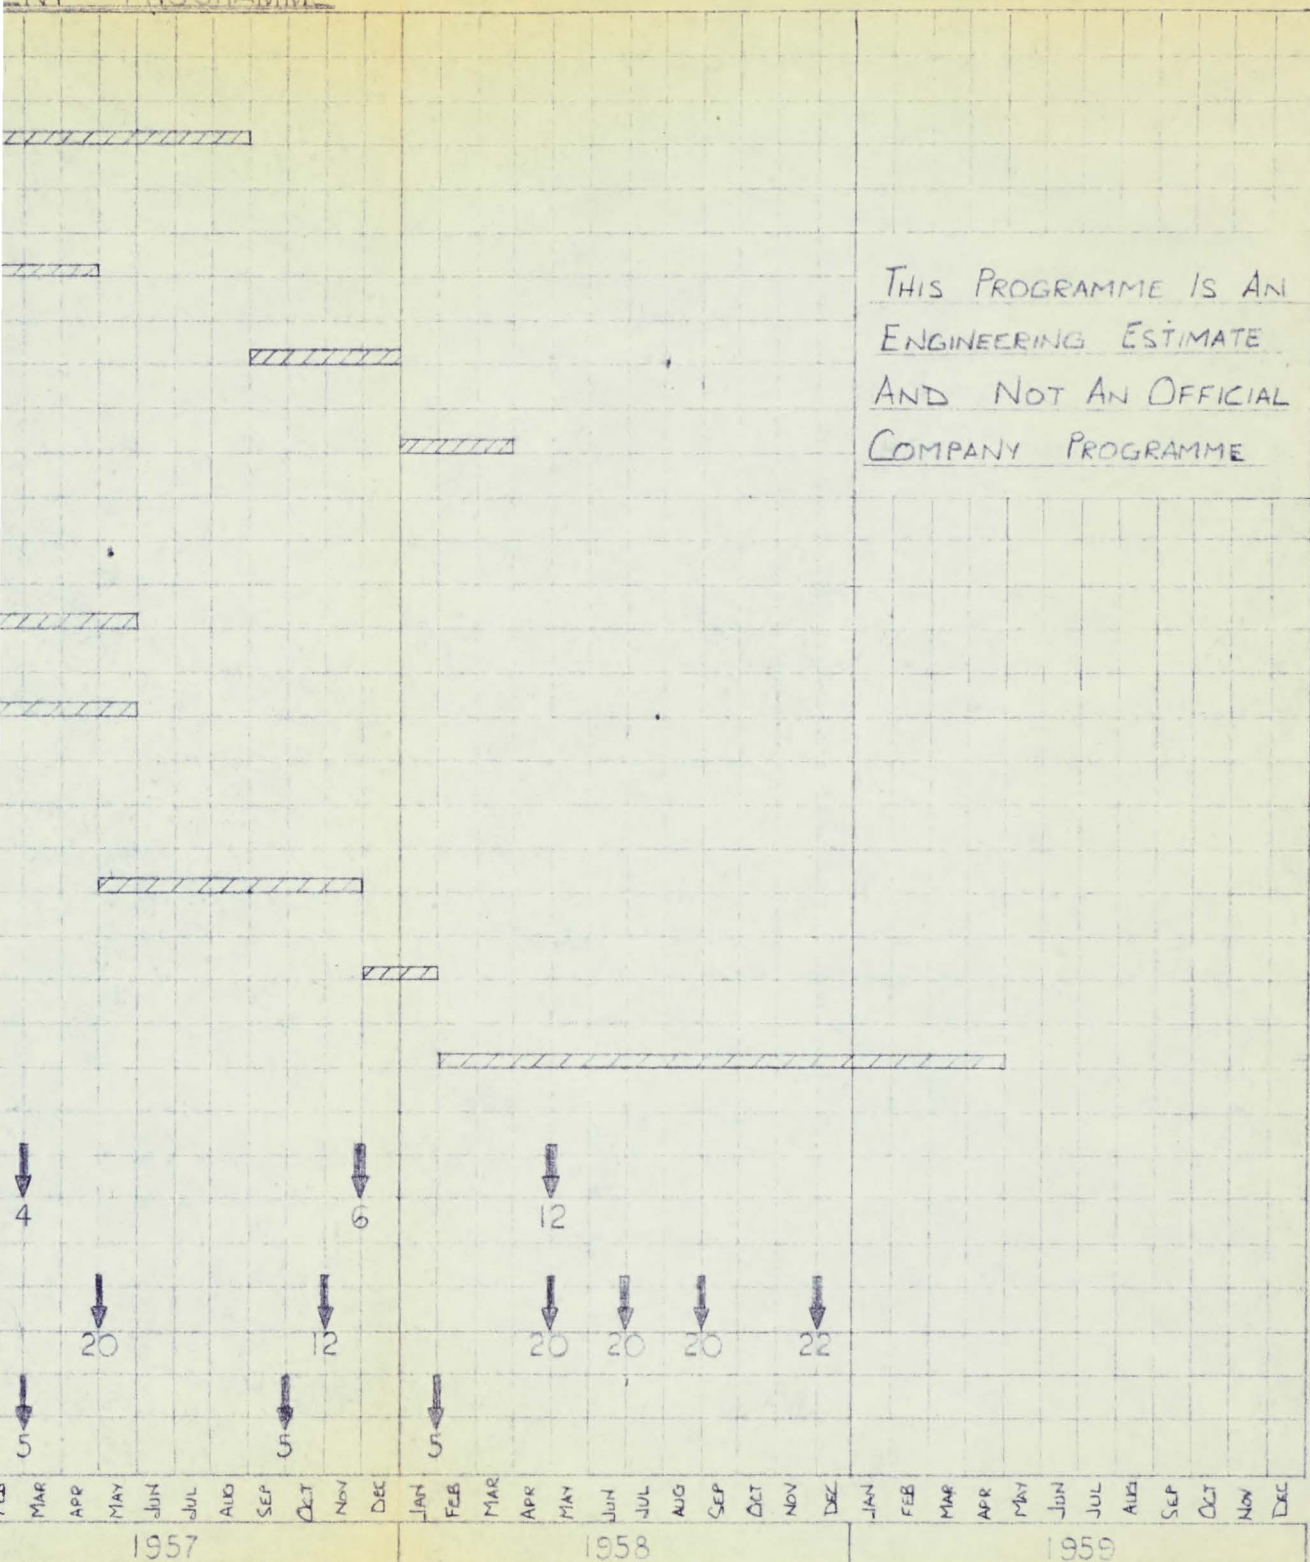 PROGRAMME
THIS PROGRAMME IS AN
ENGINEERING ESTIMATE
AND NOT AN OFFICIAL
COMPANY PROGRAMME
4 6 12
20 12 20 20 20 22
5 5 5
FEB MAR APR MAY JUN JUL AUG SEP OCT NOV DEC JAN FEB MAR APR MAY JUN JUL AUG SEP OCT NOV DEC JAN FEB MAR APR MAY JUN JUL AUG SEP OCT NOV DEC
1957 1958 1959